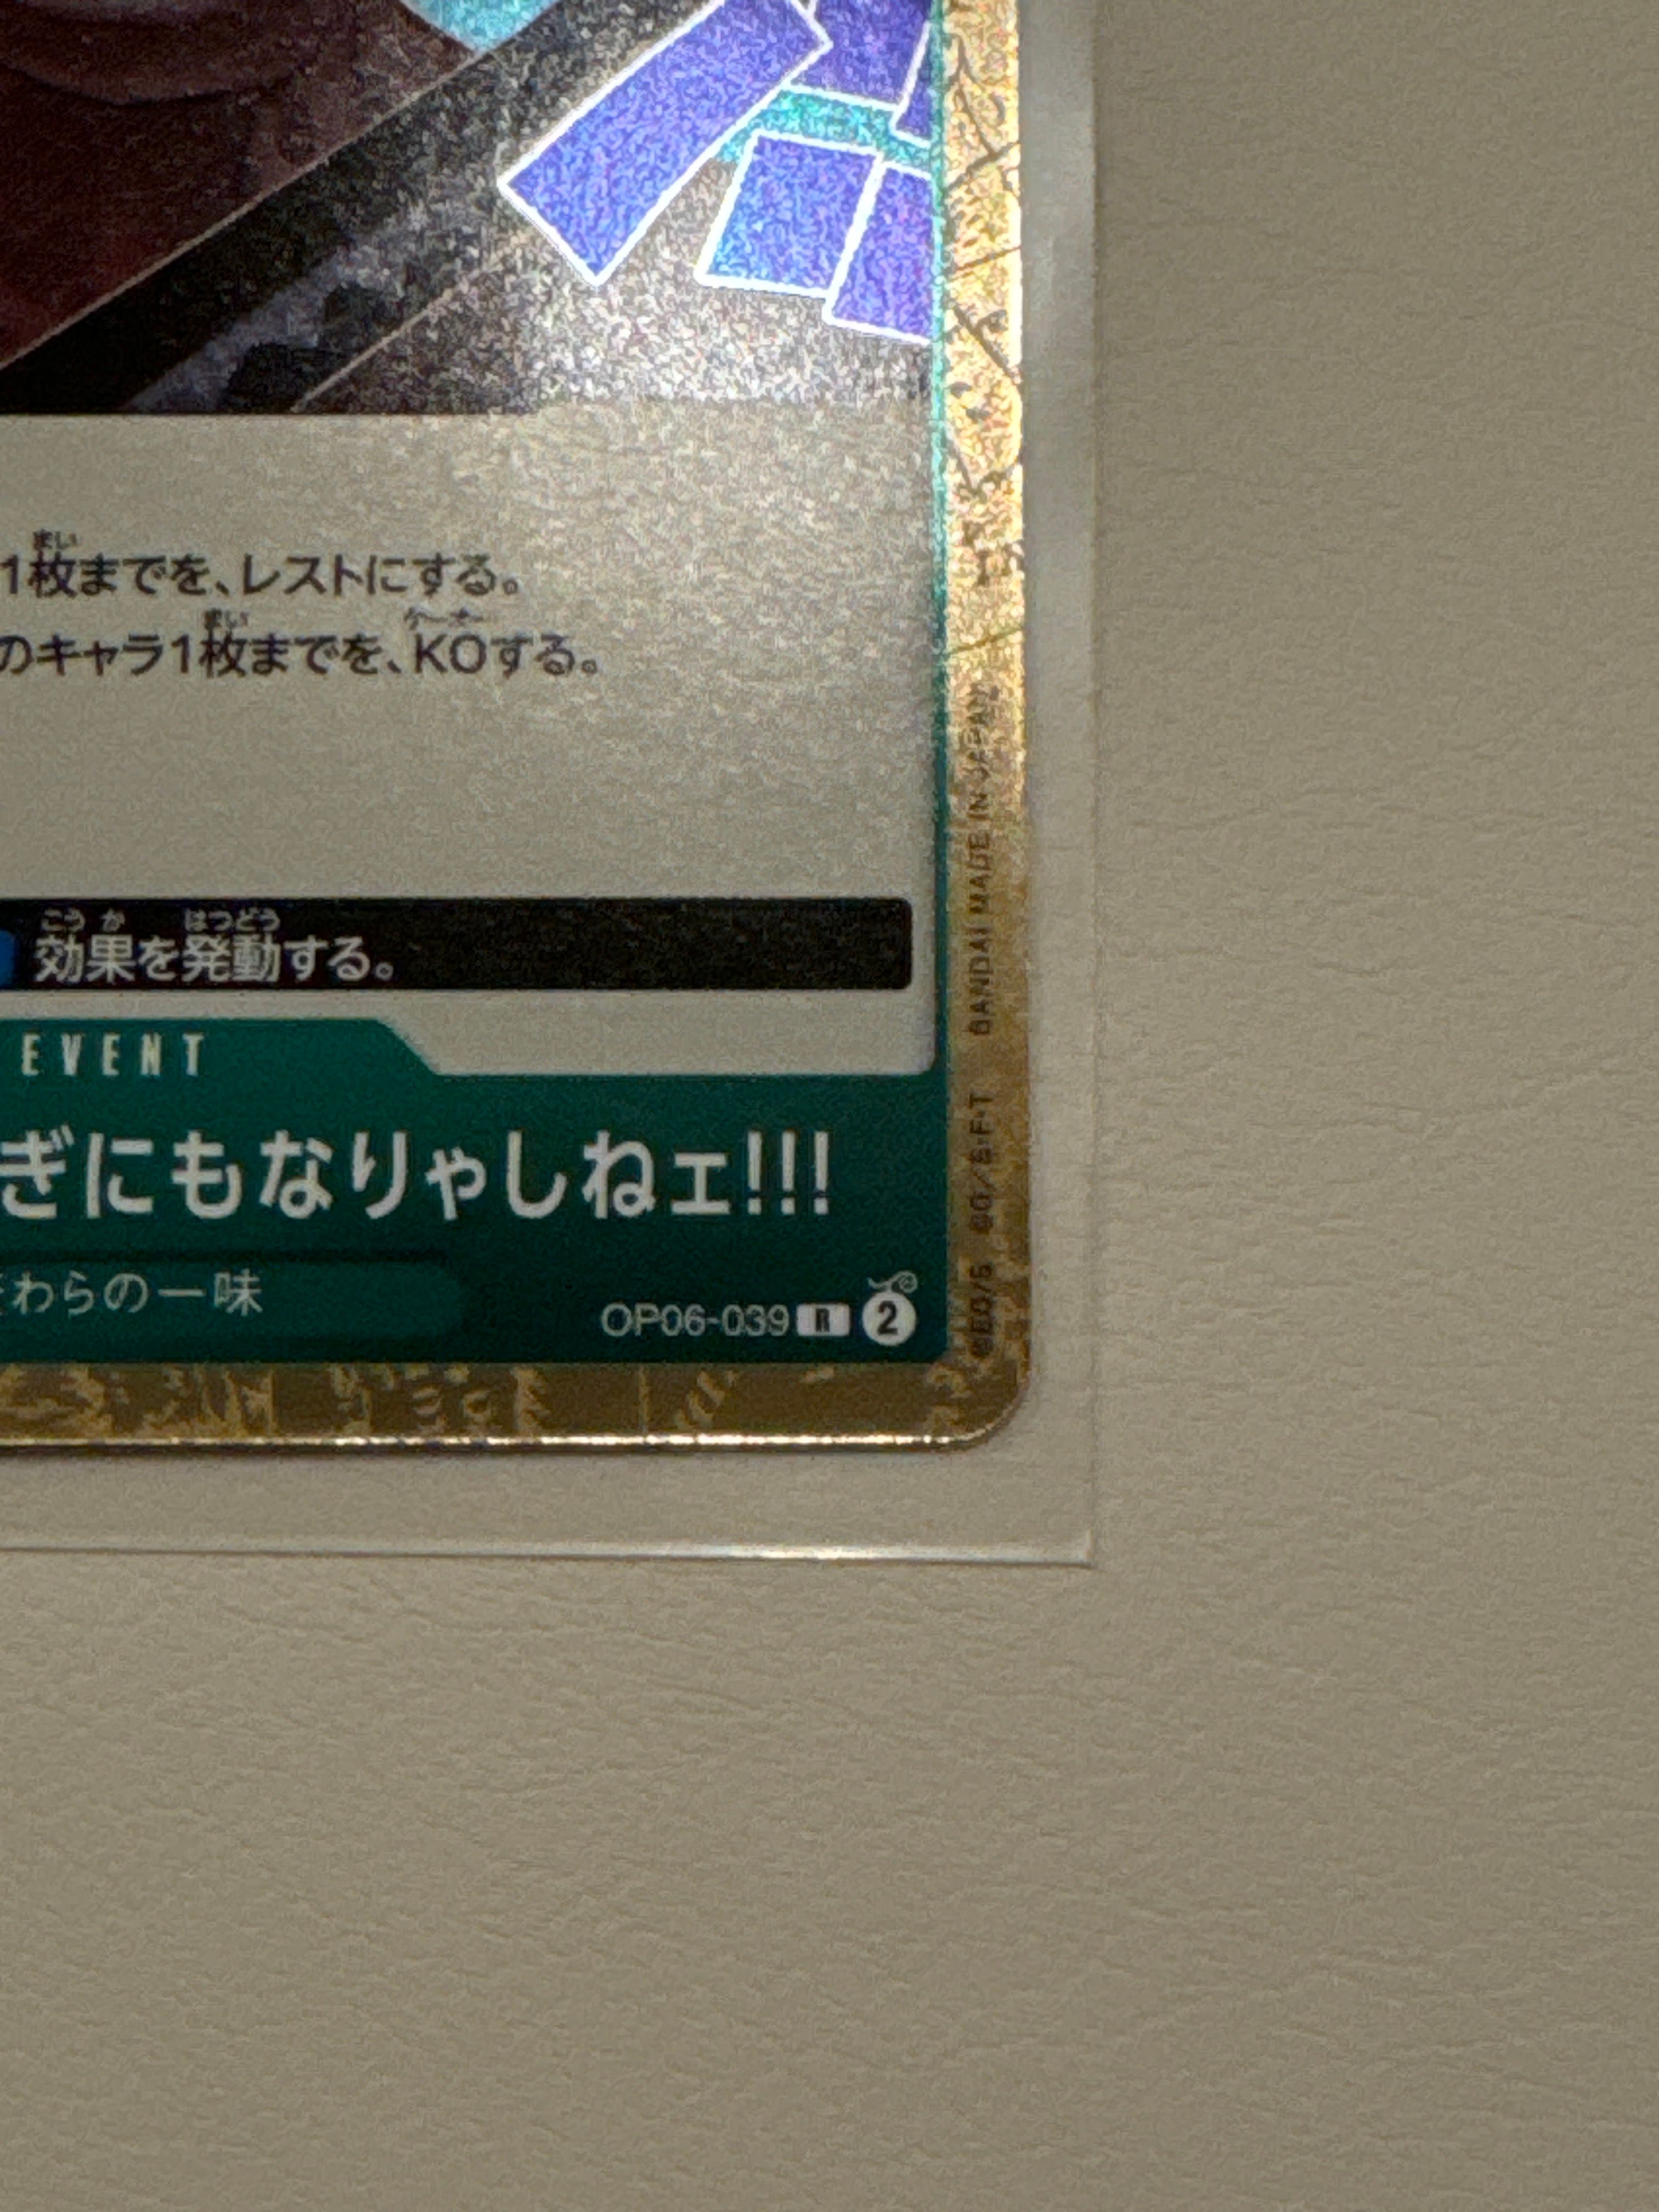 1枚までを、レストにする。
のキャラ1枚までを、KOする。
効果を発動する。
EVENT
ぎにもなりゃしねェ!!!
わらの一味
OP06-039 R 2
©E.O./S. ©O./S.F.T BANDAI MADE IN JAPAN